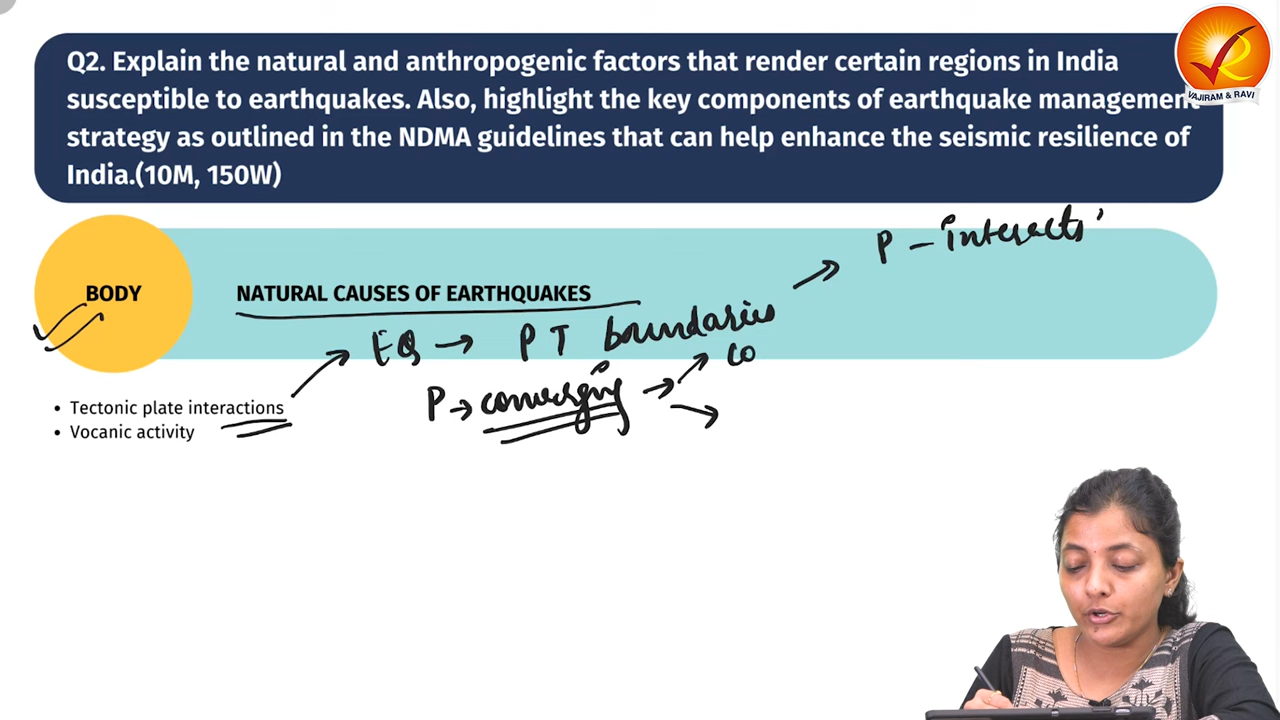 Q2. Explain the natural and anthropogenic factors that render certain regions in India
susceptible to earthquakes. Also, highlight the key components of earthquake management
strategy as outlined in the NDMA guidelines that can help enhance the seismic resilience of
India.(10M, 150W)
VAJIRAM & RAVI
P - interacts
BODY
NATURAL CAUSES OF EARTHQUAKES
EQ → PT boundaries
CO
P → converging →
• Tectonic plate interactions
• Vocanic activity